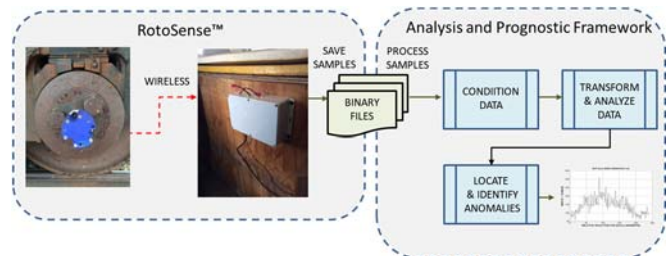 RotoSense™
Analysis and Prognostic Framework
WIRELESS
SAVE
SAMPLES
BINARY
FILES
PROCESS
SAMPLES
CONDIITION
DATA
TRANSFORM
& ANALYZE
DATA
LOCATE
& IDENTIFY
ANOMALIES